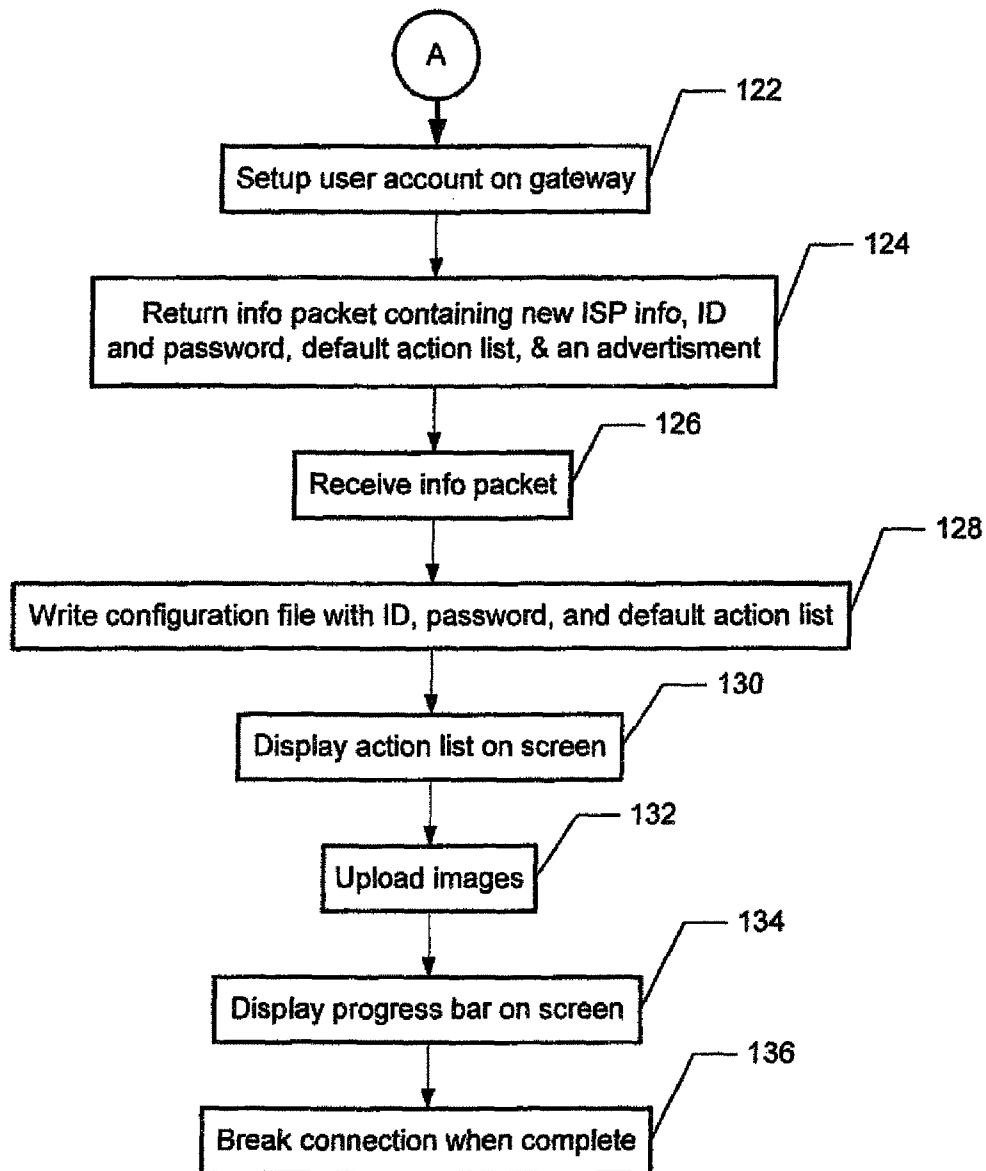 A
122
Setup user account on gateway
124
Return info packet containing new ISP info, ID
and password, default action list, & an advertisment
126
Receive info packet
128
Write configuration file with ID, password, and default action list
130
Display action list on screen
132
Upload images
134
Display progress bar on screen
136
Break connection when complete